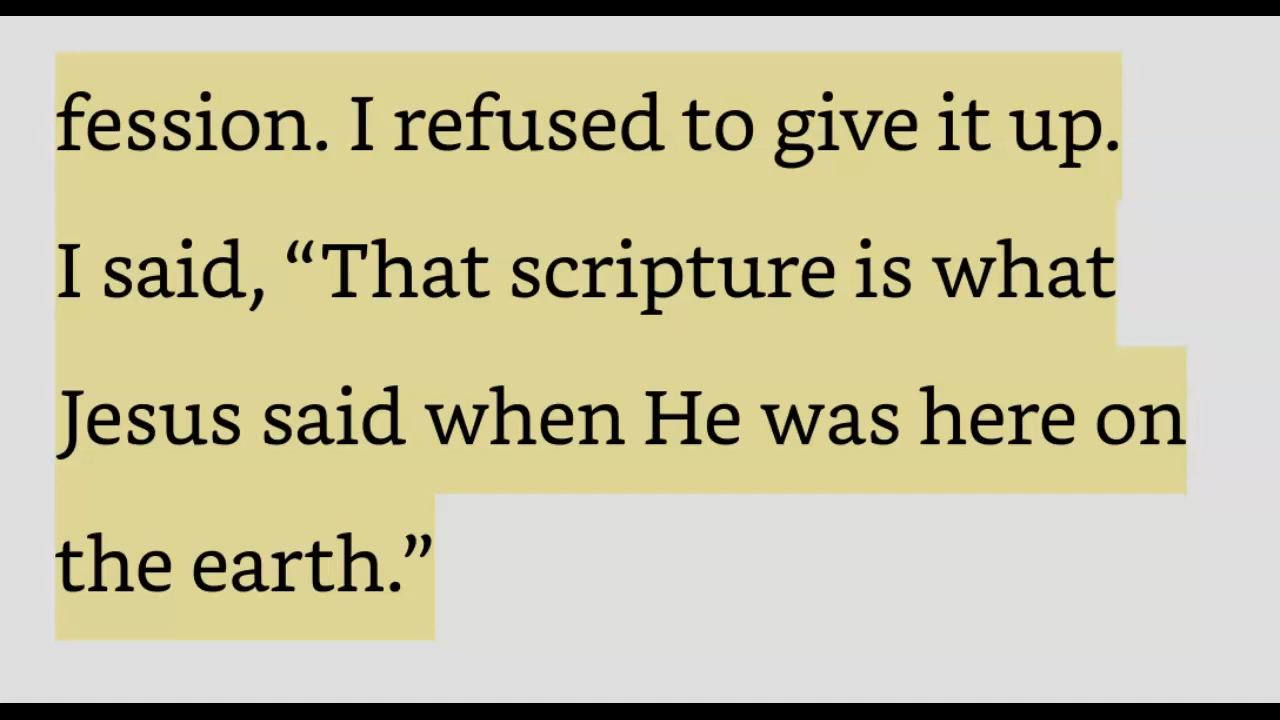 fession. I refused to give it up.
I said, “That scripture is what
Jesus said when He was here on
the earth.”